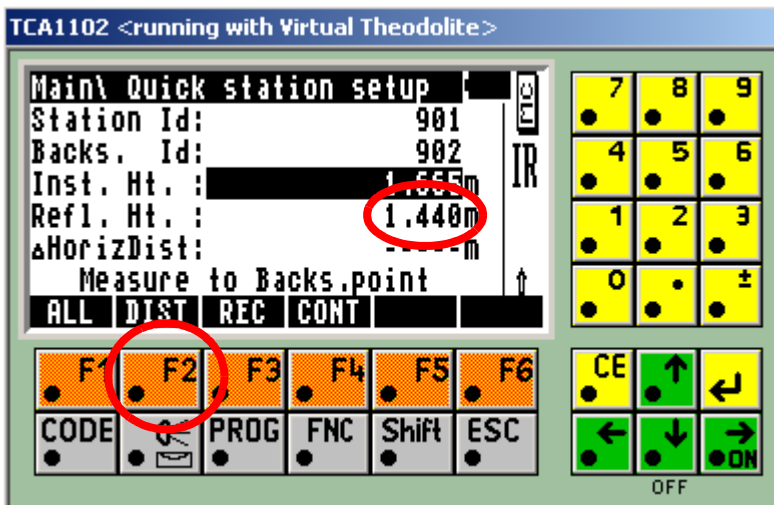 TCA1102 <running with Virtual Theodolite>
Main\ Quick station setup
mc
Station Id: 901
Backs. Id: 902
IR
Inst. Ht. :
Refl. Ht. : 1.440m
△HorizDist: -----m
Measure to Backs.point ↑
ALL DIST REC CONT
7 8 9
4 5 6
1 2 3
0 . ±
F1 F2 F3 F4 F5 F6
CE ↑ ↵
CODE PROG FNC Shift ESC
← ↓ → ON
OFF